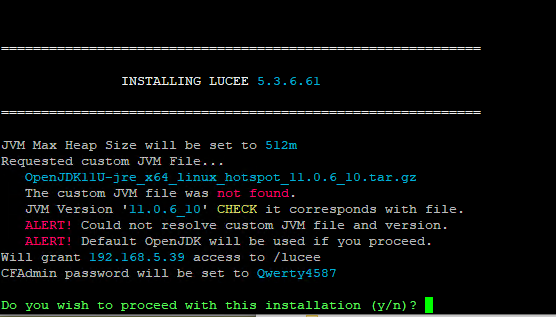 ================================================================
INSTALLING LUCEE 5.3.6.61
================================================================
JVM Max Heap Size will be set to 512m
Requested custom JVM File...
OpenJDK11U-jre_x64_linux_hotspot_11.0.6_10.tar.gz
The custom JVM file was not found.
JVM Version '11.0.6_10' CHECK it corresponds with file.
ALERT! Could not resolve custom JVM file and version.
ALERT! Default OpenJDK will be used if you proceed.
Will grant 192.168.5.39 access to /lucee
CFAdmin password will be set to Qwerty4587
Do you wish to proceed with this installation (y/n)?